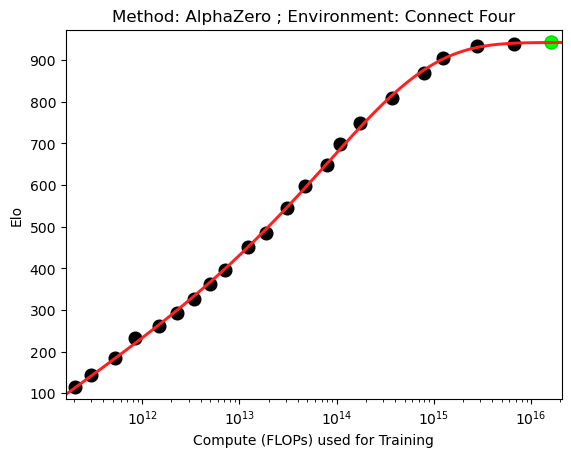 Method: AlphaZero ; Environment: Connect Four
Elo
900
800
700
600
500
400
300
200
100
10^12 10^13 10^14 10^15 10^16
Compute (FLOPs) used for Training